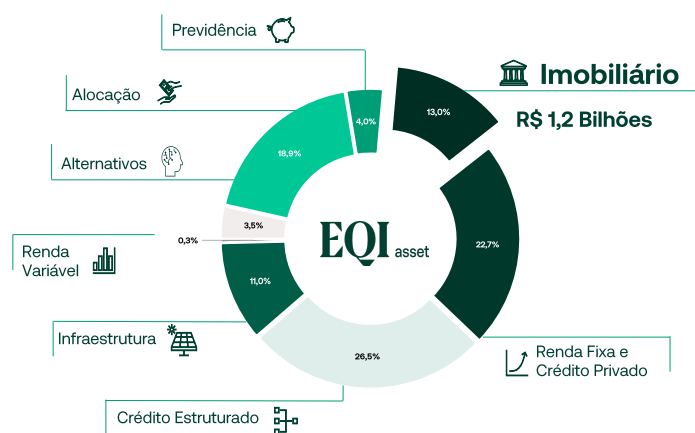 Previdência
Imobiliário
R$ 1,2 Bilhões
Alocação
Alternativos
Renda
Variável
Infraestrutura
Crédito Estruturado
Renda Fixa e
Crédito Privado
4,0%
13,0%
18,9%
3,5%
0,3%
22,7%
11,0%
26,5%
EQI asset